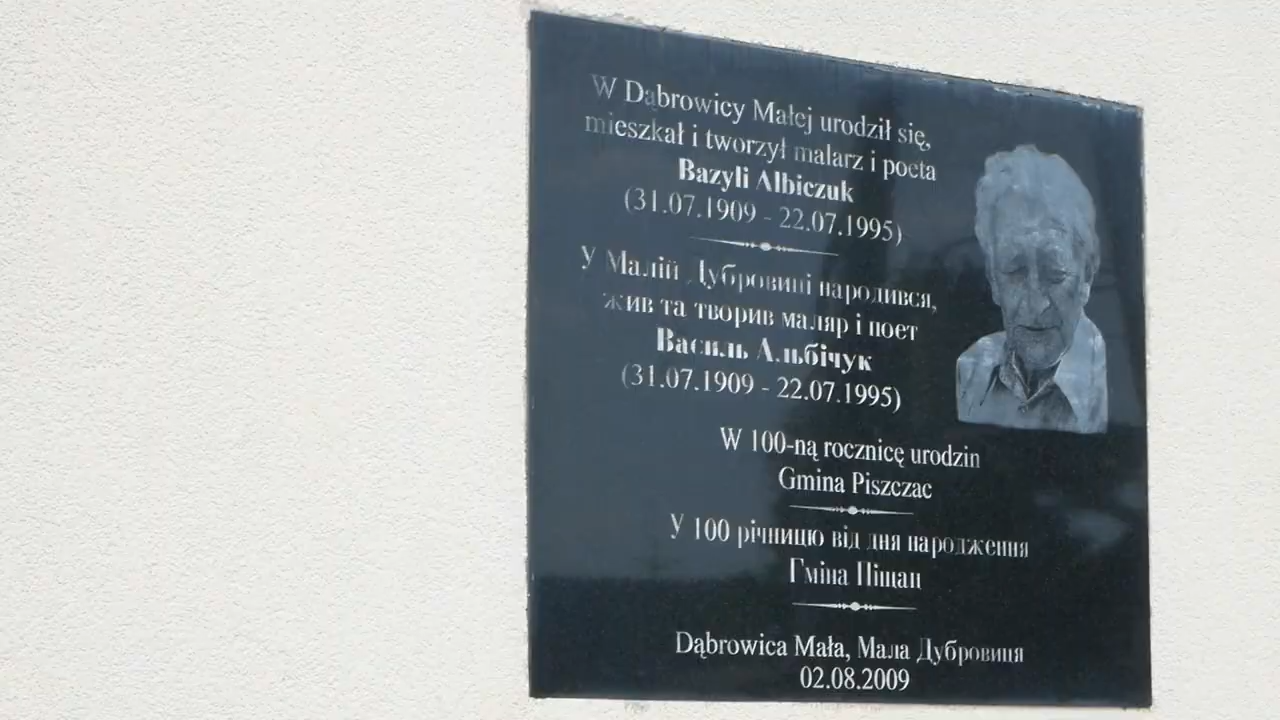 W Dąbrowicy Małej urodził się,
mieszkał i tworzył malarz i poeta
Bazyli Albiczuk
(31.07.1909 - 22.07.1995)
У Малій Дубровиці народився,
жив та творив маляр і поет
Василь Альбічук
(31.07.1909 - 22.07.1995)
W 100-ną rocznicę urodzin
Gmina Piszczac
У 100 річницю від дня народження
Гміна Піщац
Dąbrowica Mała, Мала Дубровиця
02.08.2009